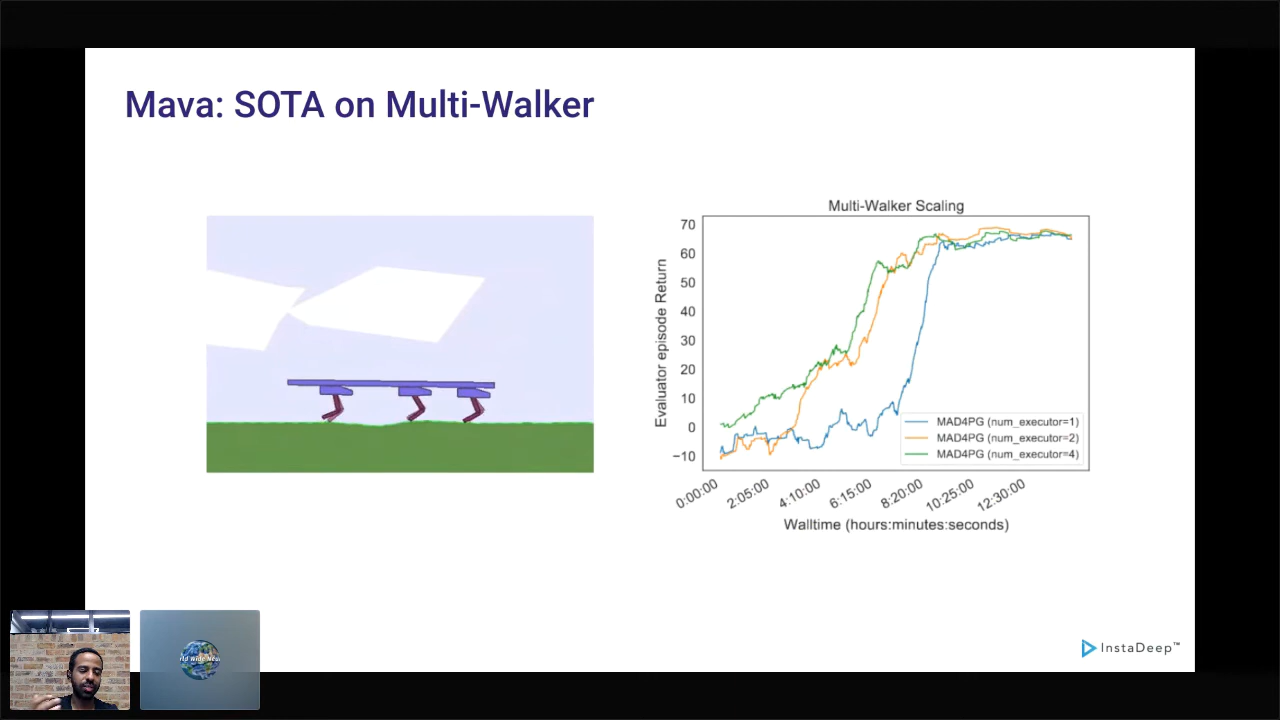 Mava: SOTA on Multi-Walker
Multi-Walker Scaling
Evaluator episode Return
70
60
50
40
30
20
10
0
−10
MAD4PG (num_executor=1)
MAD4PG (num_executor=2)
MAD4PG (num_executor=4)
0:00:00
2:05:00
4:10:00
6:15:00
8:20:00
10:25:00
12:30:00
Walltime (hours:minutes:seconds)
InstaDeep™